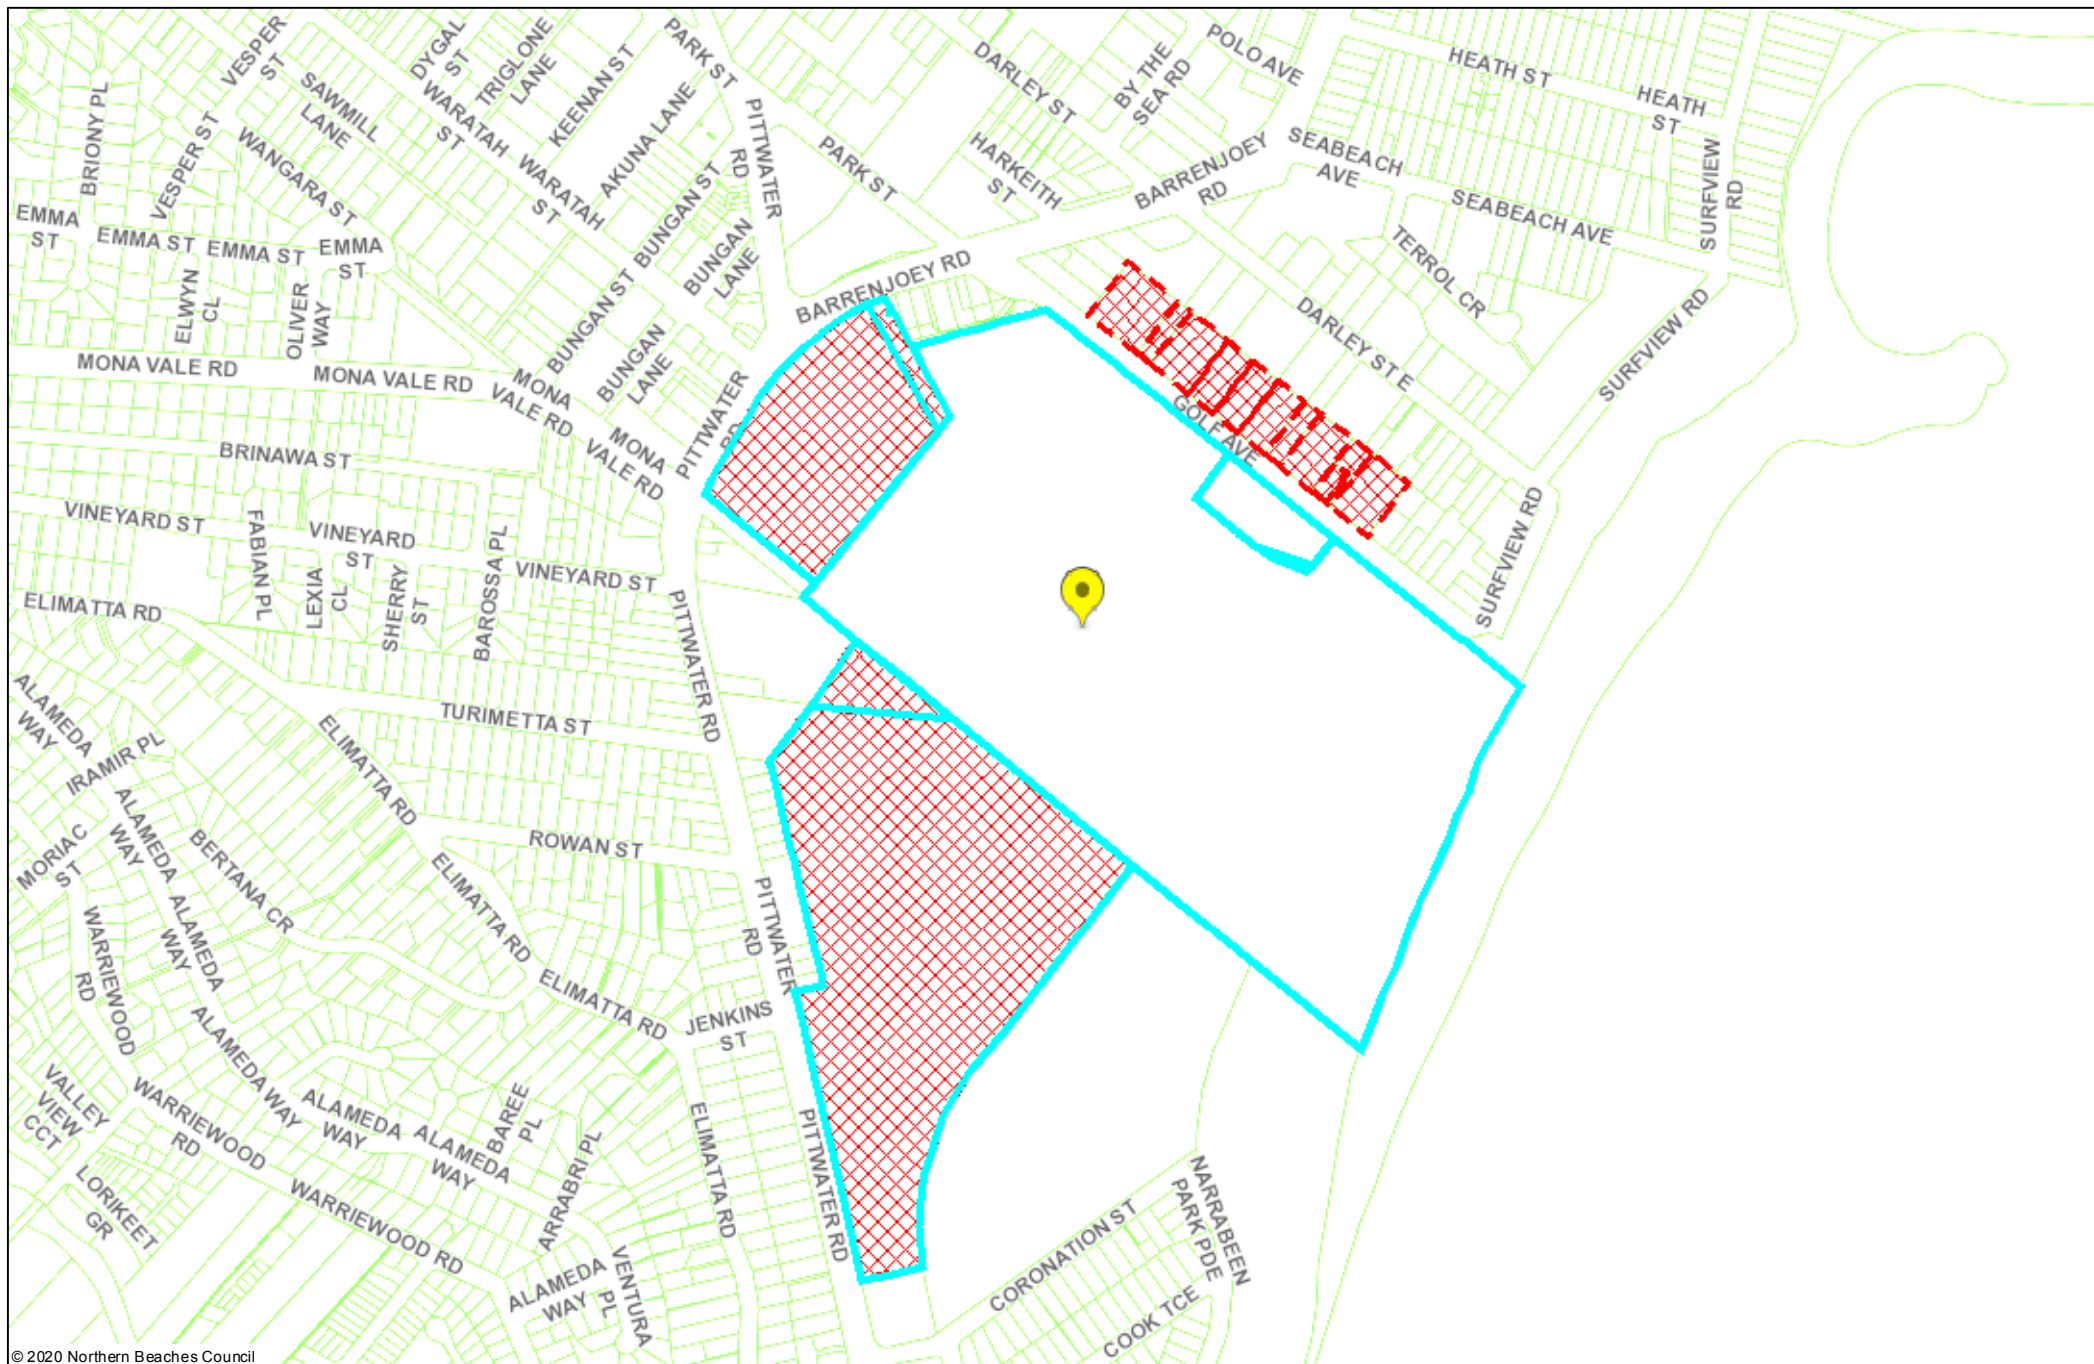 VESPER
ST
DYGAL
ST
TRIGLONE
LANE
KEENAN ST
PARK ST
DARLEY ST
BY THE
SEA RD
POLO AVE
HEATH ST
HEATH
ST
BRIONY PL
SAWMILL
LANE
WARATAH
ST
WARATAH
ST
AKUNA LANE
PITTWATER
RD
PARK ST
HARKEITH
ST
BARRENJOEY
RD
SEABEACH
AVE
SEABEACH AVE
SURFVIEW
RD
VESPER ST
WANGARA ST
EMMA
ST
EMMA ST
EMMA ST
EMMA
ST
BUNGAN ST
BUNGAN
LANE
ELWYN
CL
OLIVER
WAY
BUNGAN ST
BUNGAN
LANE
BARRENJOEY RD
TERROL CR
DARLEY ST E
SURFVIEW RD
MONA VALE RD
MONA VALE RD
MONA
VALE RD
MONA
VALE RD
PITTWATER
RD
GOLF AVE
BRINAWA ST
VINEYARD ST
FABIAN PL
VINEYARD
ST
BAROSSA PL
VINEYARD ST
LEXIA
CL
SHERRY
ST
SURFVIEW RD
ELIMATTA RD
PITTWATER RD
ALAMEDA
WAY
IRAMIR PL
ELIMATTA RD
TURIMETTA ST
MORIAC
ST
ALAMEDA
WAY
BERTANA CR
ROWAN ST
ELIMATTA RD
PITTWATER
RD
WARRIEWOOD
RD
ALAMEDA
WAY
ELIMATTA RD
JENKINS
ST
ALAMEDA WAY
VALLEY
VIEW
CCT
WARRIEWOOD
RD
ALAMEDA
WAY
ALAMEDA
WAY
BAREE
PL
ARRABRI PL
ELIMATTA RD
PITTWATER RD
LORIKEET
GR
WARRIEWOOD RD
ALAMEDA
WAY
VENTURA
PL
CORONATION ST
NARRABEEN
PARK PDE
COOK TCE
© 2020 Northern Beaches Council